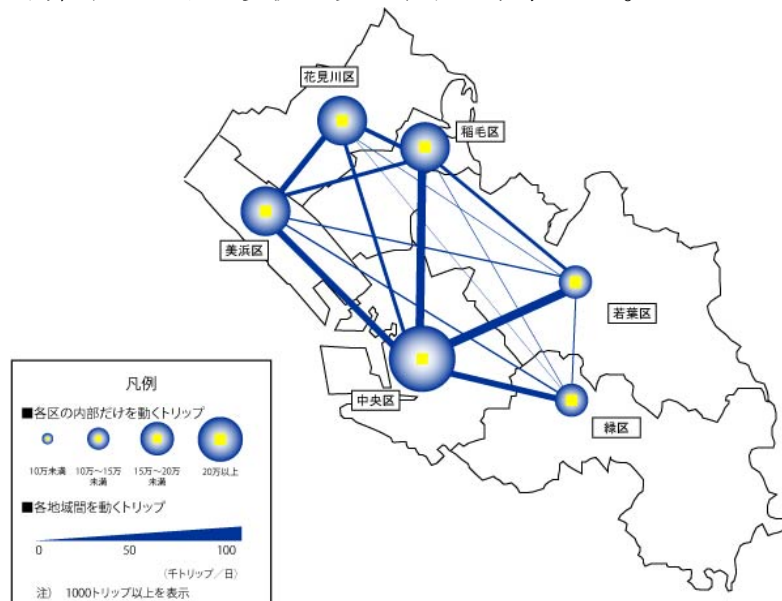 花見川区
稲毛区
美浜区
若葉区
中央区
緑区
凡例
■各区の内部だけを動くトリップ
10万未満
10万～15万
未満
15万～20万
未満
20万以上
■各地域間を動くトリップ
0 50 100
(千トリップ／日)
注） 1000トリップ以上を表示